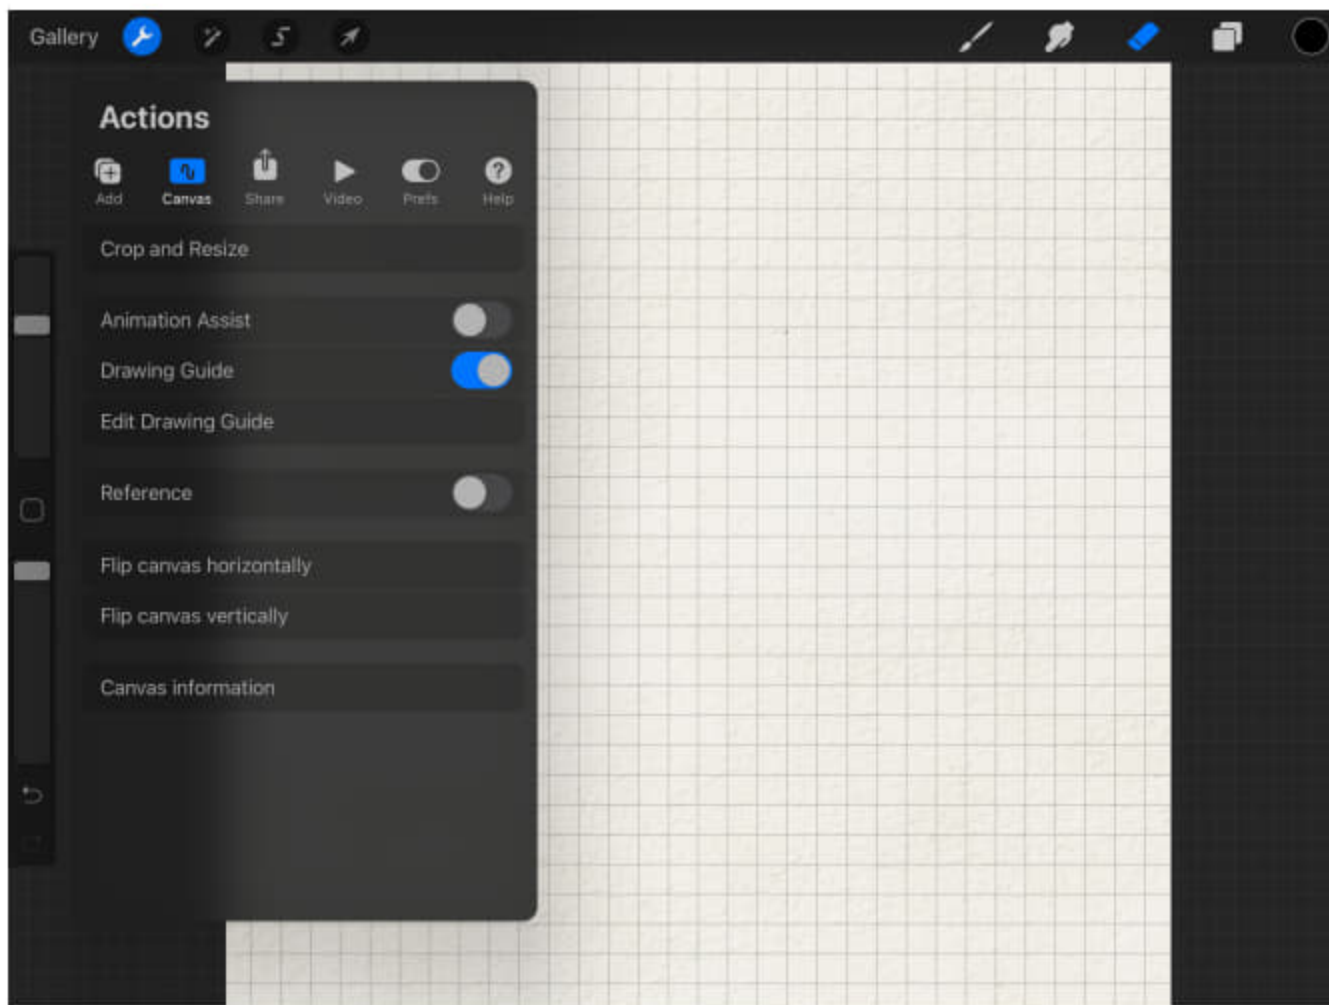 Gallery
Actions
Add Canvas Share Video Prefs Help
Crop and Resize
Animation Assist
Drawing Guide
Edit Drawing Guide
Reference
Flip canvas horizontally
Flip canvas vertically
Canvas information